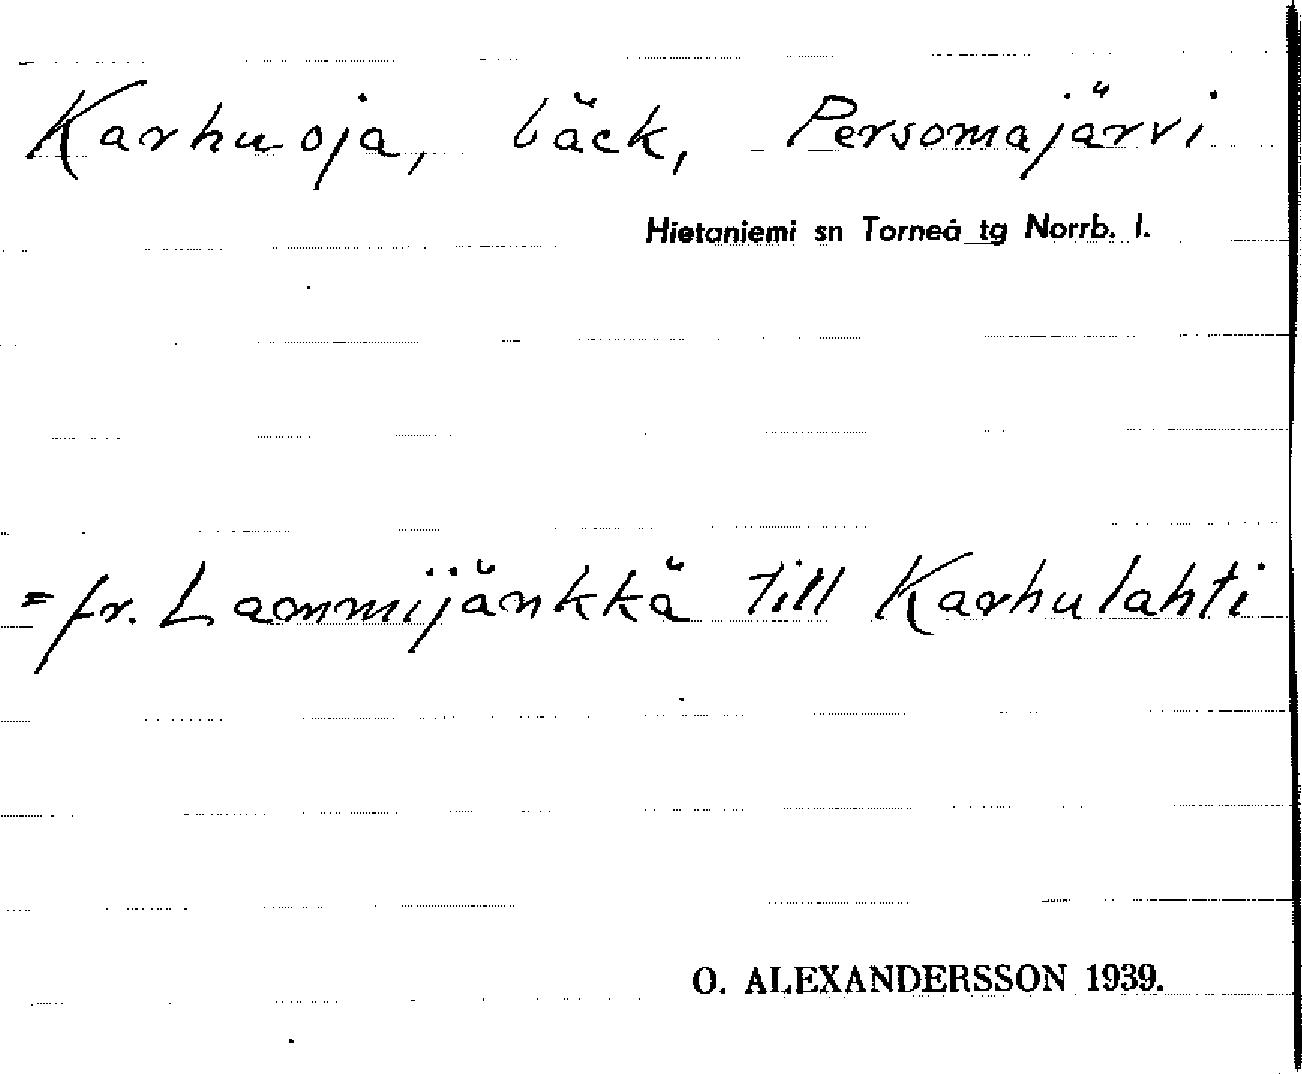 Karhuoja, bäck, Persomajärvi
Hietaniemi sn Torneå tg Norrb. l.
= fr. Lammijänkkä till Karhulahti
O. ALEXANDERSSON 1939.